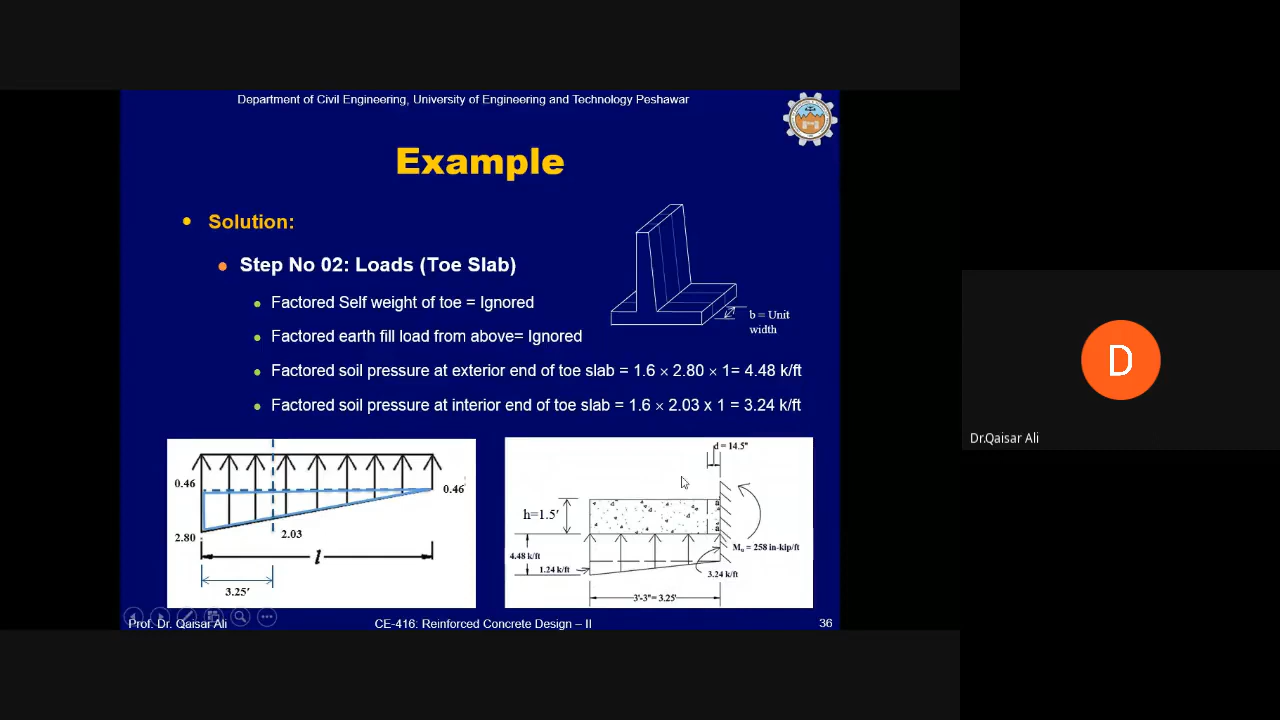 Department of Civil Engineering, University of Engineering and Technology Peshawar
Example
• Solution:
• Step No 02: Loads (Toe Slab)
• Factored Self weight of toe = Ignored
• Factored earth fill load from above= Ignored
• Factored soil pressure at exterior end of toe slab = 1.6 × 2.80 × 1= 4.48 k/ft
• Factored soil pressure at interior end of toe slab = 1.6 × 2.03 x 1 = 3.24 k/ft
b = Unit
width
0.46
0.46
2.80
2.03
l
3.25'
d = 14.5"
h=1.5'
4.48 k/ft
1.24 k/ft
Mu = 258 in-kip/ft
3.24 k/ft
3'-3"= 3.25'
Prof. Dr. Qaisar Ali
CE-416: Reinforced Concrete Design – II
36
D
Dr.Qaisar Ali